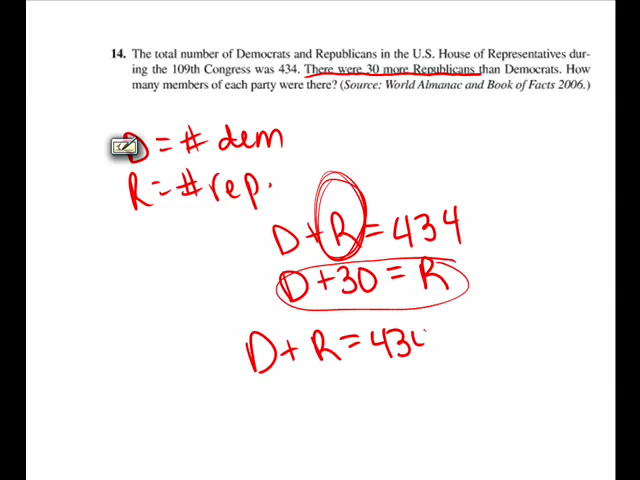 14. The total number of Democrats and Republicans in the U.S. House of Representatives dur-
ing the 109th Congress was 434. There were 30 more Republicans than Democrats. How
many members of each party were there? (Source: World Almanac and Book of Facts 2006.)
D = # dem
R = # rep.
D + R = 434
D + 30 = R
D + R = 434